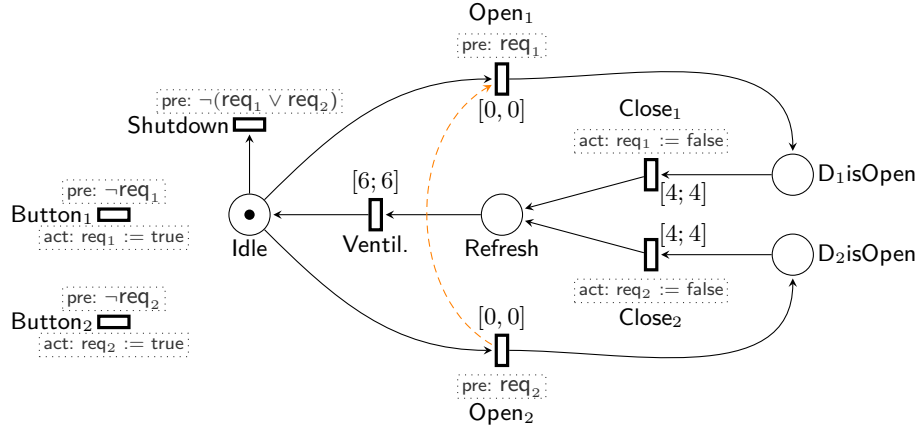 Open₁
pre: req₁
[0, 0]
pre: ¬(req₁ ∨ req₂)
Shutdown
Close₁
act: req₁ := false
[4; 4]
D₁isOpen
pre: ¬req₁
Button₁
act: req₁ := true
Idle
[6; 6]
Ventil.
Refresh
[4; 4]
D₂isOpen
act: req₂ := false
Close₂
pre: ¬req₂
Button₂
act: req₂ := true
[0, 0]
pre: req₂
Open₂